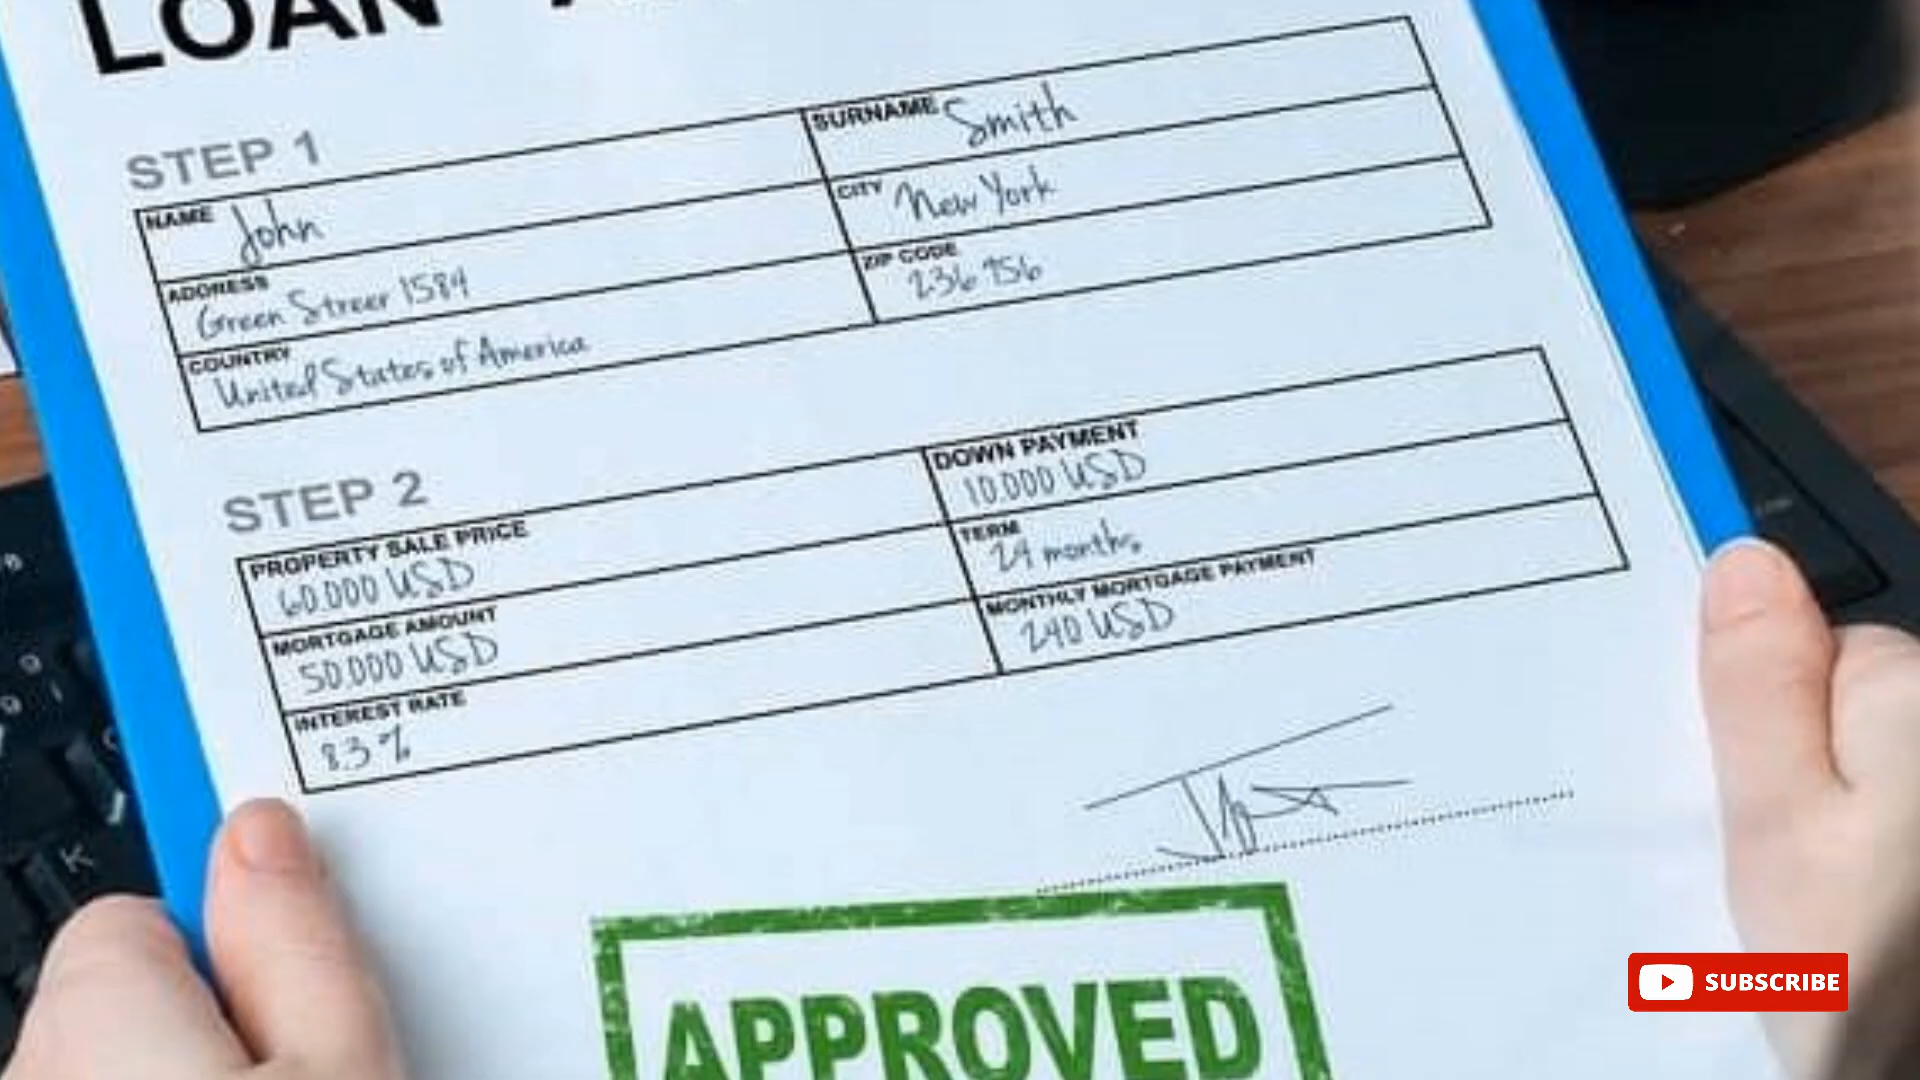 LOAN
STEP 1
NAME John
SURNAME Smith
ADDRESS
Green Streer 1584
CITY New York
COUNTRY
United States of America
ZIP CODE
236 956
STEP 2
PROPERTY SALE PRICE
60.000 USD
DOWN PAYMENT
10.000 USD
MORTGAGE AMOUNT
50.000 USD
TERM
24 months
INTEREST RATE
8.3 %
MONTHLY MORTGAGE PAYMENT
240 USD
APPROVED
SUBSCRIBE